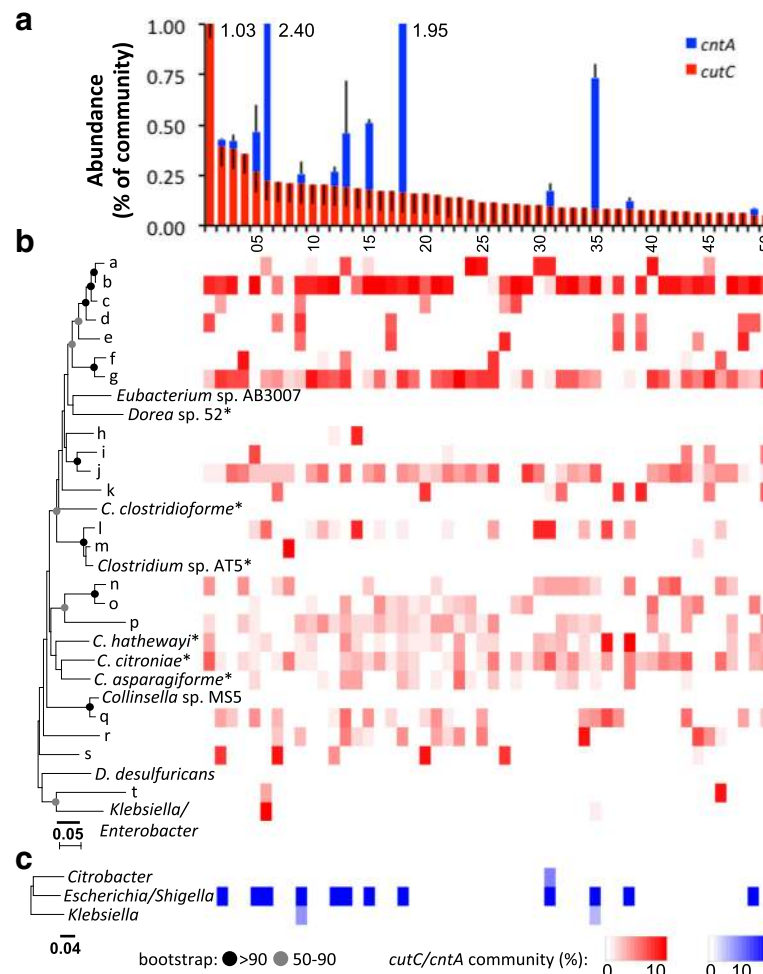 a
1.00
1.03
2.40
1.95
cntA
cutC
0.75
0.50
0.25
0.00
Abundance
(% of community)
05
10
15
20
25
30
35
40
45
b
a
b
c
d
e
f
g
Eubacterium sp. AB3007
Dorea sp. 52*
h
i
j
k
C. clostridioforme*
l
m
Clostridium sp. AT5*
n
o
p
C. hathewayi*
C. citroniae*
C. asparagiforme*
Collinsella sp. MS5
q
r
s
D. desulfuricans
t
Klebsiella/
Enterobacter
0.05
c
Citrobacter
Escherichia/Shigella
Klebsiella
0.04
bootstrap: >90 50-90
cutC/cntA community (%):
0 10
0 10